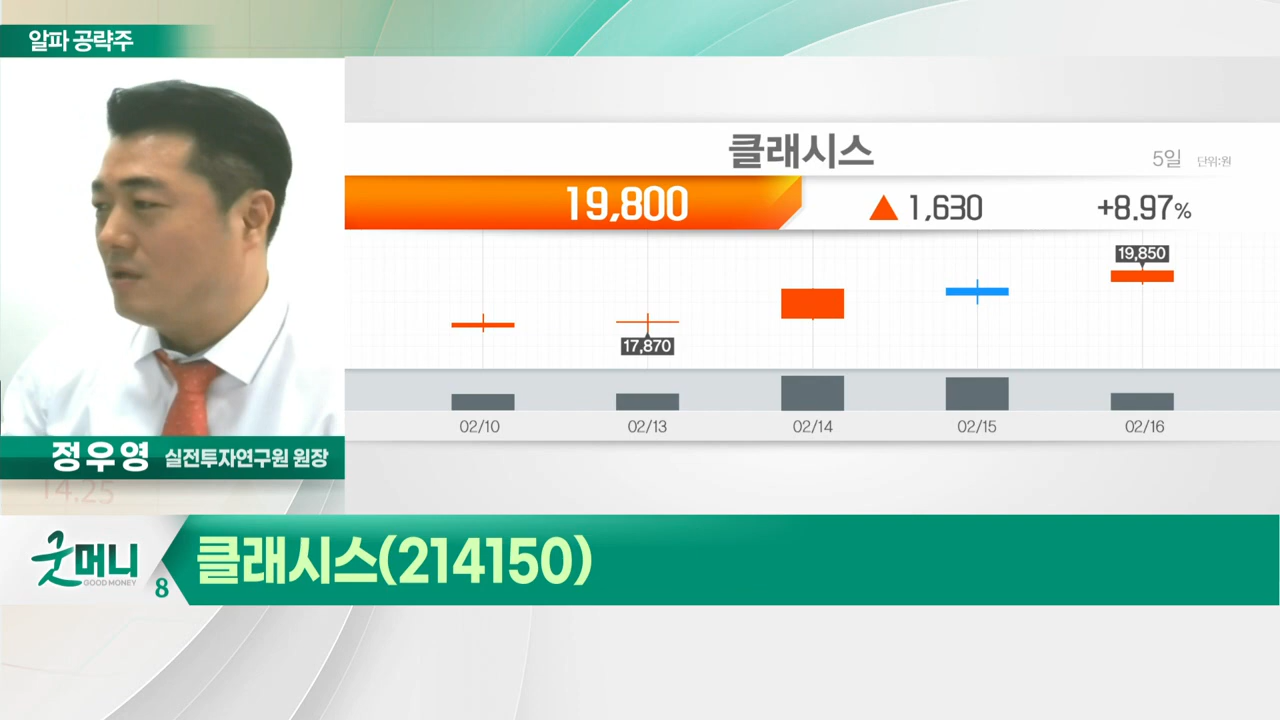 알파 공략주
클래시스
5일 단위:원
19,800 ▲ 1,630 +8.97%
19,850
17,870
02/10 02/13 02/14 02/15 02/16
정우영 실전투자연구원 원장
14.25
굿머니
GOOD MONEY
8
클래시스(214150)